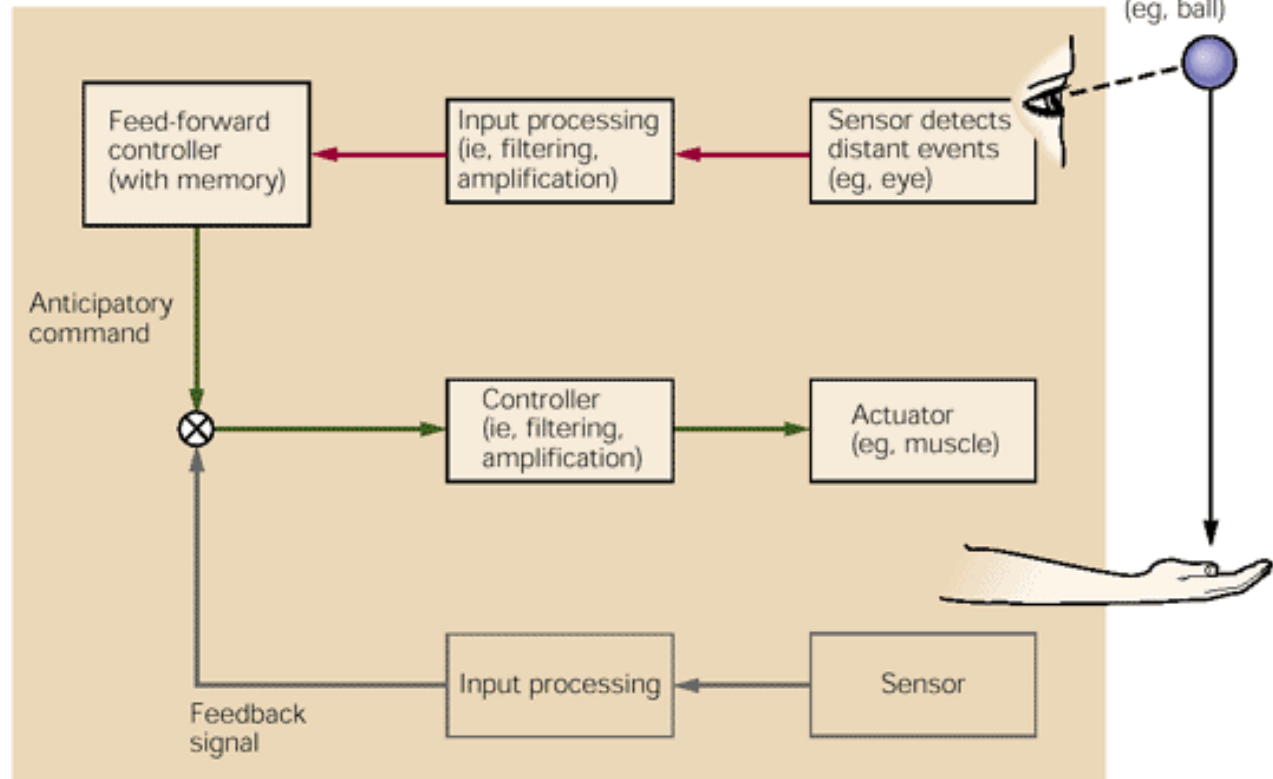 (eg, ball)
Feed-forward
controller
(with memory)
Input processing
(ie, filtering,
amplification)
Sensor detects
distant events
(eg, eye)
Anticipatory
command
Controller
(ie, filtering,
amplification)
Actuator
(eg, muscle)
Input processing
Sensor
Feedback
signal